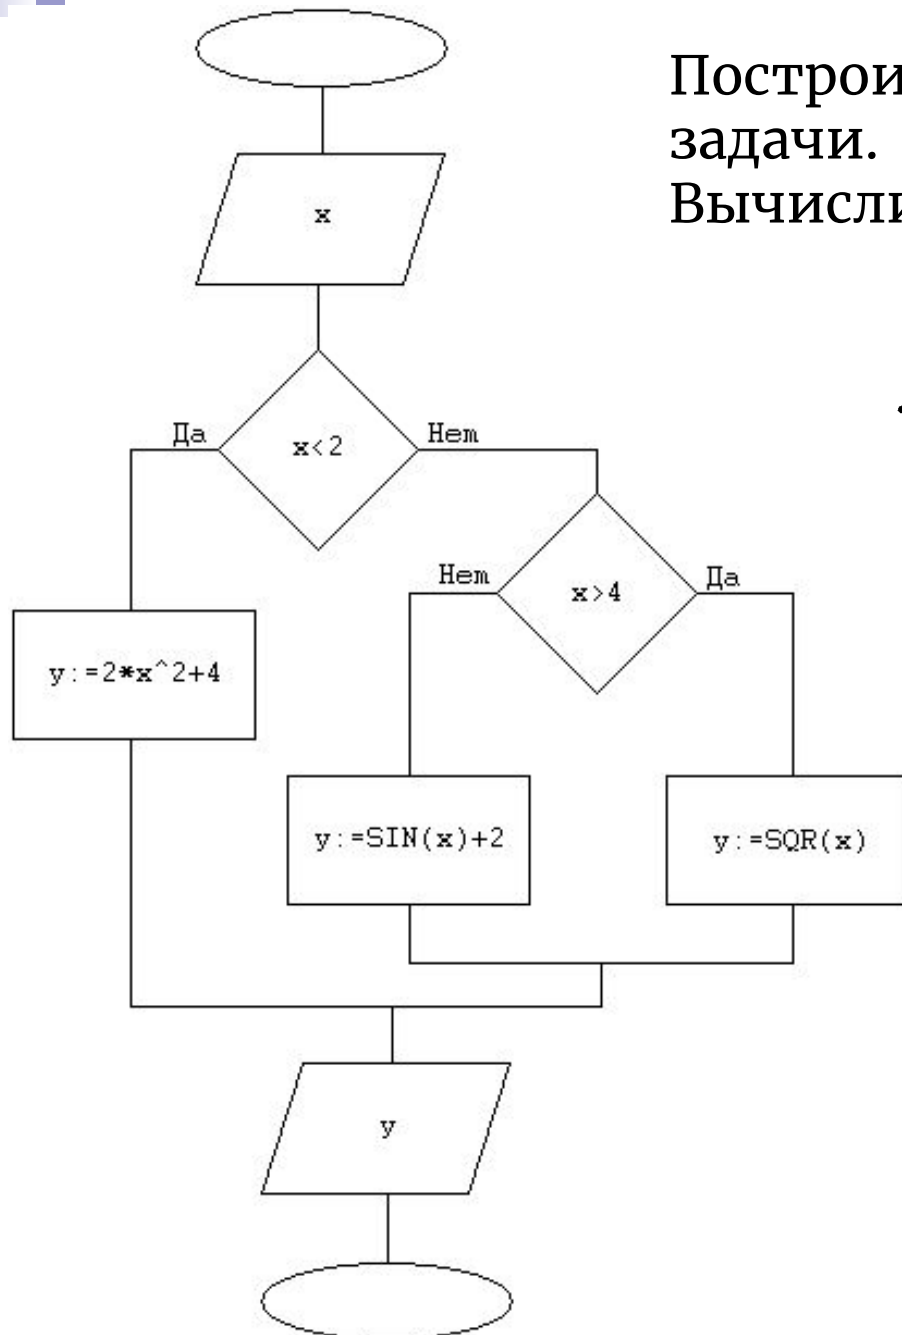 Построи
задачи.
Вычисли
x
Да
x<2
Нет
Нет
x>4
Да
y:=2*x^2+4
y:=SIN(x)+2
y:=SQR(x)
y